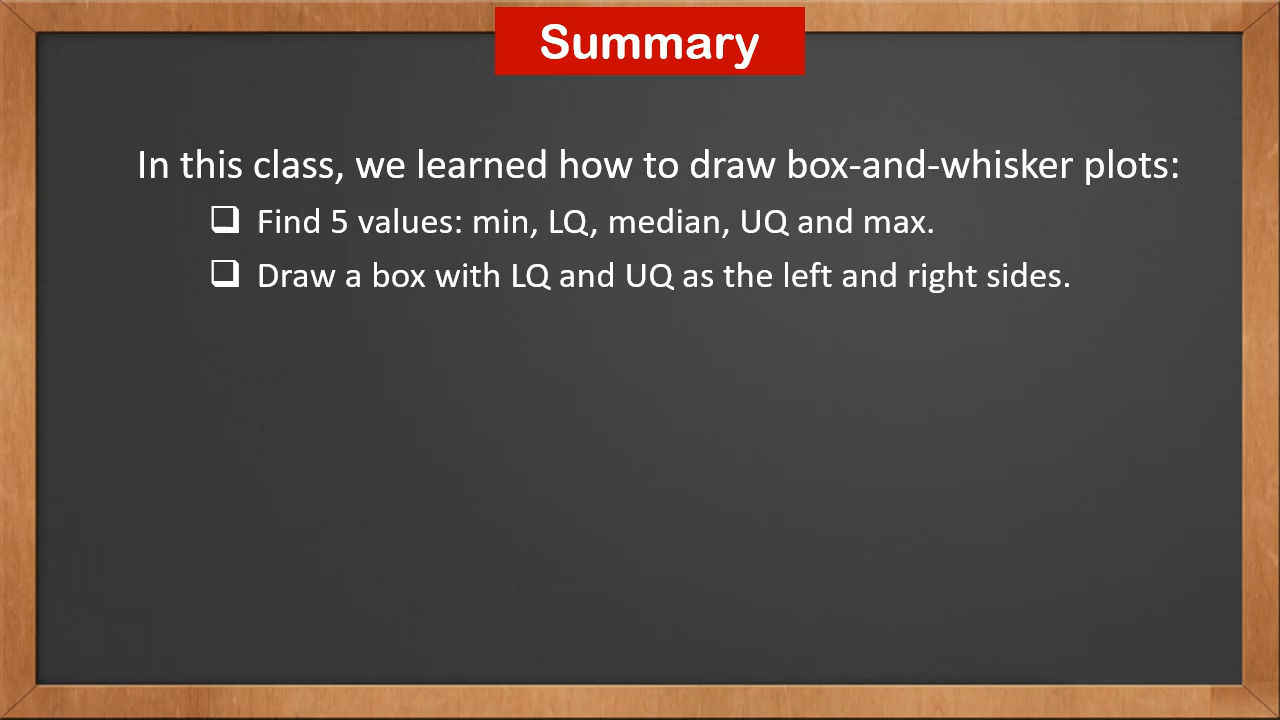 Summary
In this class, we learned how to draw box-and-whisker plots:
❑ Find 5 values: min, LQ, median, UQ and max.
❑ Draw a box with LQ and UQ as the left and right sides.